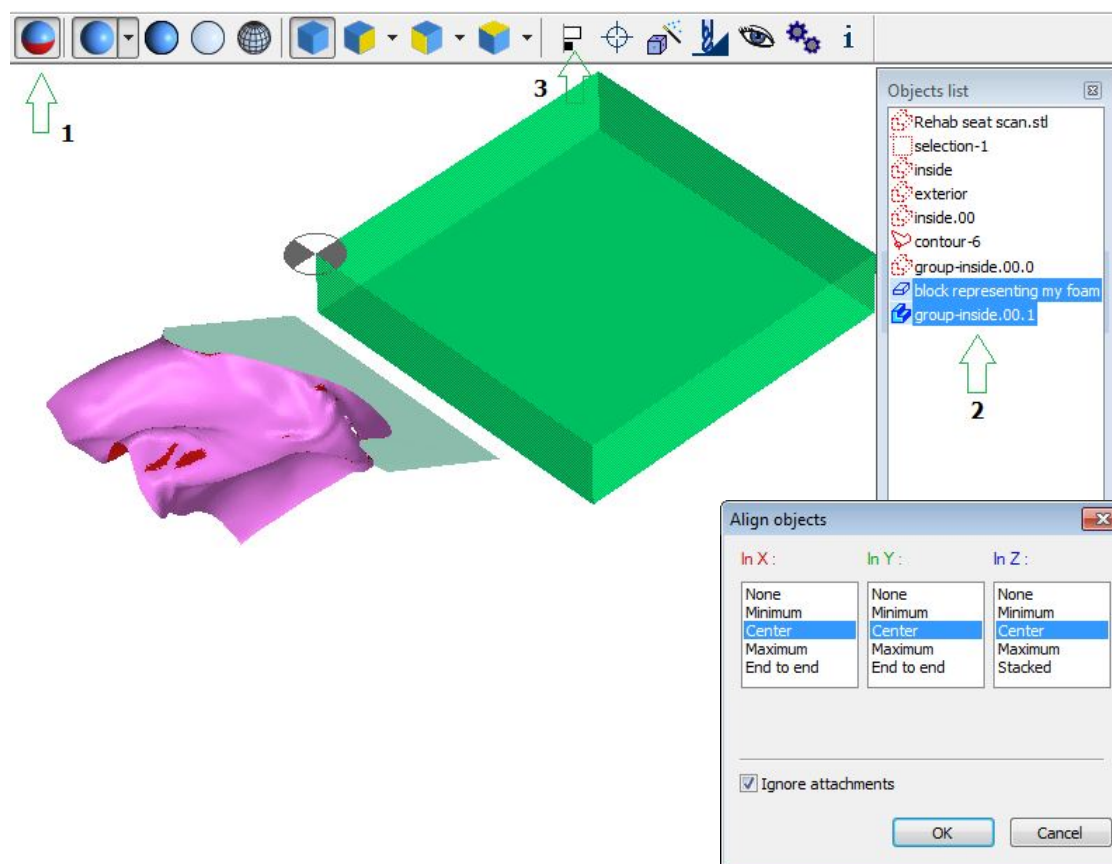 i
1
3
Objects list
Rehab seat scan.stl
selection-1
inside
exterior
inside.00
contour-6
group-inside.00.0
block representing my foam
group-inside.00.1
2
Align objects
In X :
None
Minimum
Center
Maximum
End to end
In Y :
None
Minimum
Center
Maximum
End to end
In Z :
None
Minimum
Center
Maximum
Stacked
Ignore attachments
OK
Cancel